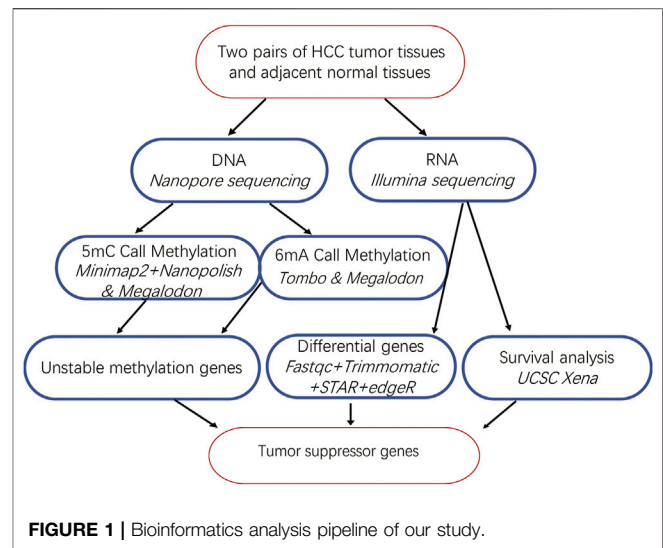 Two pairs of HCC tumor tissues
and adjacent normal tissues
DNA
Nanopore sequencing
RNA
Illumina sequencing
5mC Call Methylation
Minimap2+Nanopolish
& Megalodon
6mA Call Methylation
Tombo & Megalodon
Unstable methylation genes
Differential genes
Fastqc+Trimmomatic
+STAR+edgeR
Survival analysis
UCSC Xena
Tumor suppressor genes
FIGURE 1 | Bioinformatics analysis pipeline of our study.